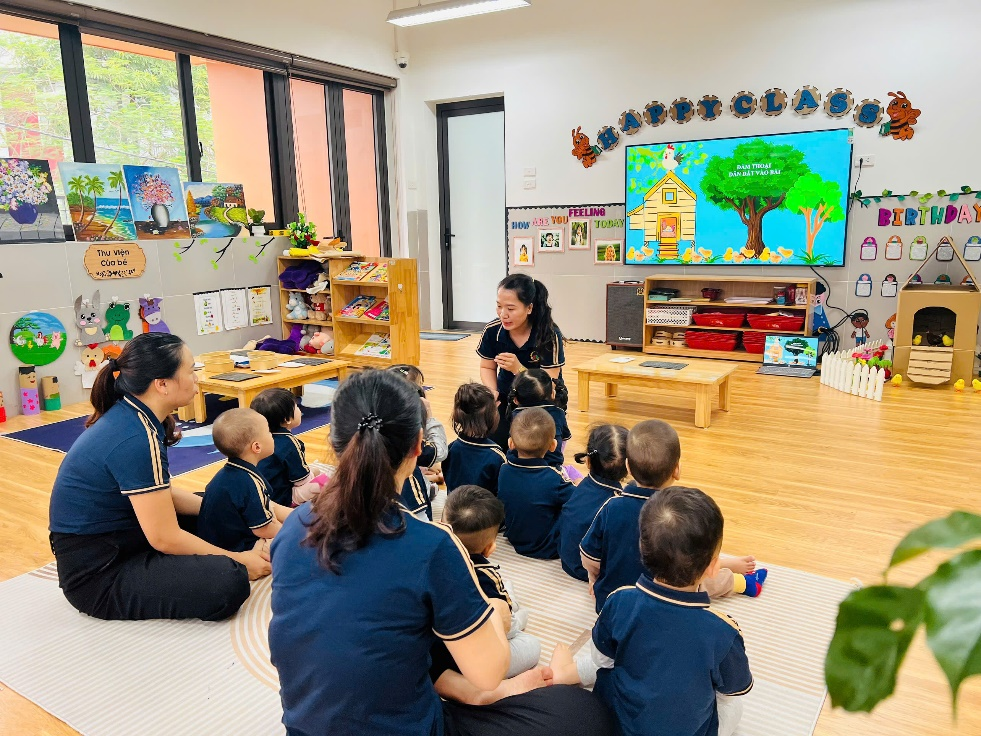 HAPPY CLASS
ĐÀM THOẠI
DẪN DẮT VÀO BÀI
HOW ARE YOU FEELING TODAY
BIRTHDAY
Thư viện
Của bé